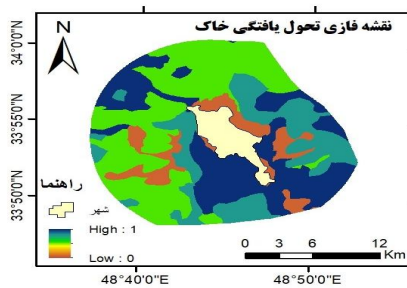 نقشه فازی تحول یافتگی خاک
N
34°0'0"N
33°55'0"N
33°50'0"N
راهنما
شهر
High : 1
Low : 0
0 3 6 12
Km
48°40'0"E 48°50'0"E